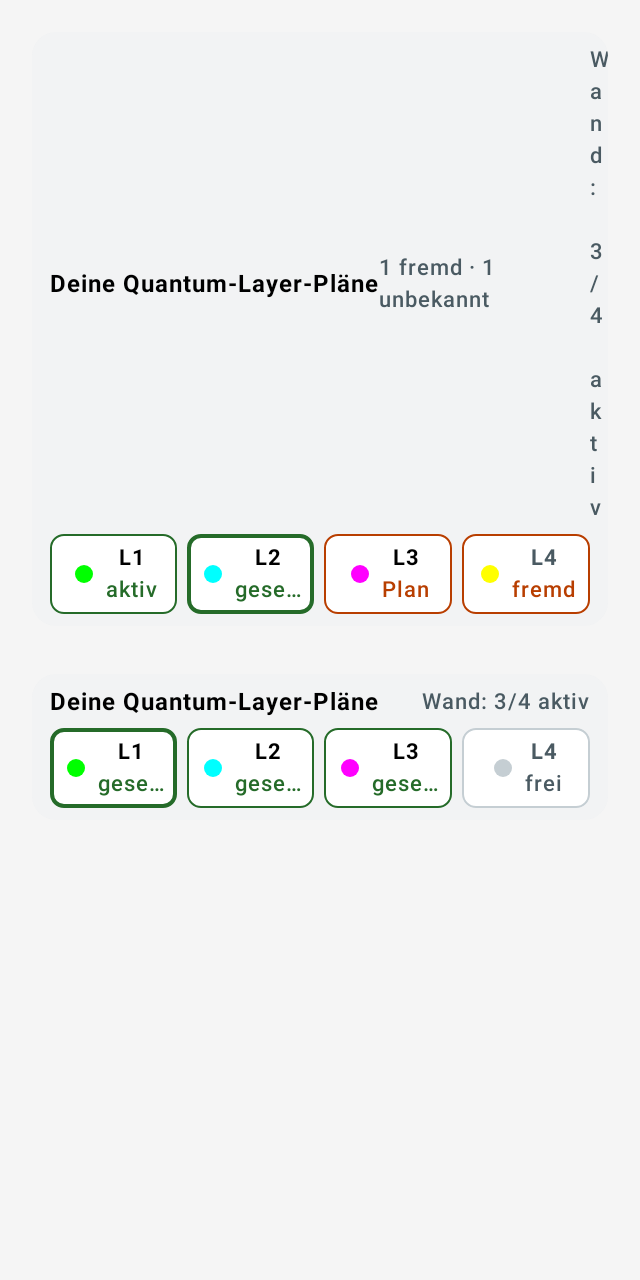 Deine Quantum-Layer-Pläne
1 fremd · 1
unbekannt
W
a
n
d
:
3
/
4
a
k
t
i
v
L1
aktiv
L2
gese…
L3
Plan
L4
fremd
Deine Quantum-Layer-Pläne
Wand: 3/4 aktiv
L1
gese…
L2
gese…
L3
gese…
L4
frei